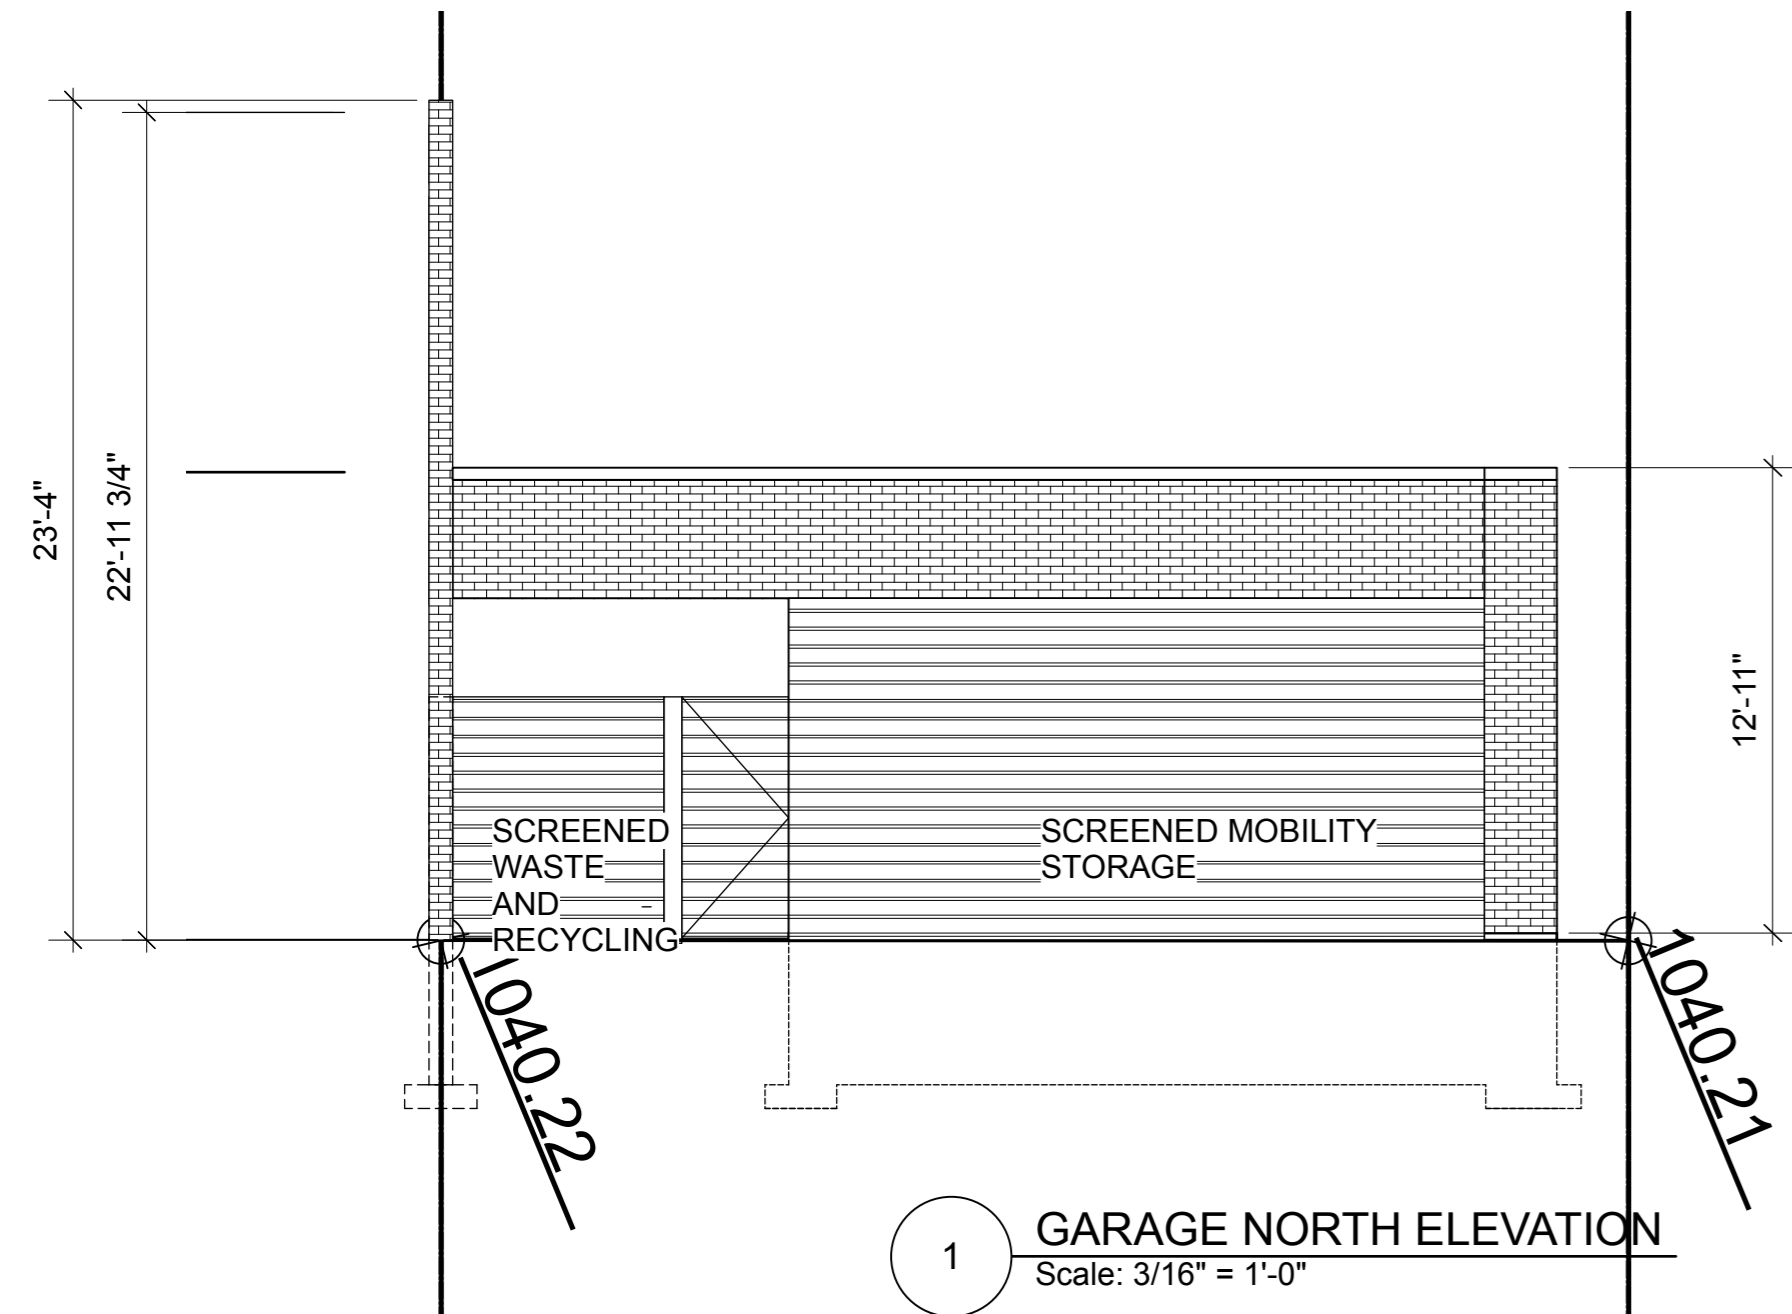 23'-4"
22'-11 3/4"
12'-11"
SCREENED
WASTE
AND
RECYCLING
SCREENED MOBILITY
STORAGE
1040.22
1040.21
1
GARAGE NORTH ELEVATION
Scale: 3/16" = 1'-0"